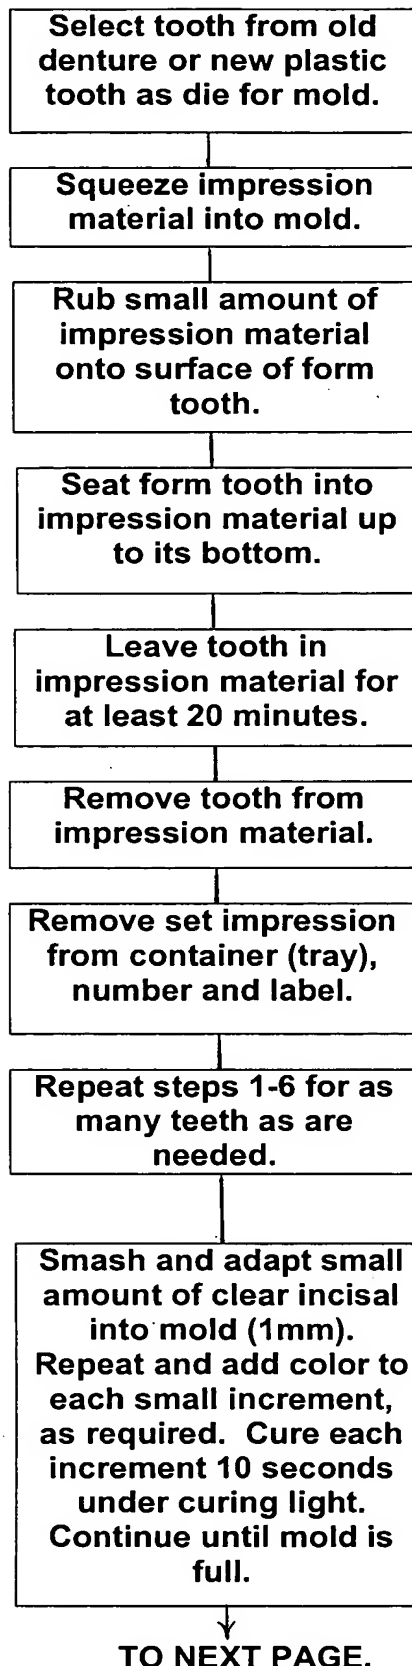 Select tooth from old
denture or new plastic
tooth as die for mold.
Squeeze impression
material into mold.
Rub small amount of
impression material
onto surface of form
tooth.
Seat form tooth into
impression material up
to its bottom.
Leave tooth in
impression material for
at least 20 minutes.
Remove tooth from
impression material.
Remove set impression
from container (tray),
number and label.
Repeat steps 1-6 for as
many teeth as are
needed.
Smash and adapt small
amount of clear incisal
into mold (1mm).
Repeat and add color to
each small increment,
as required. Cure each
increment 10 seconds
under curing light.
Continue until mold is
full.
TO NEXT PAGE.